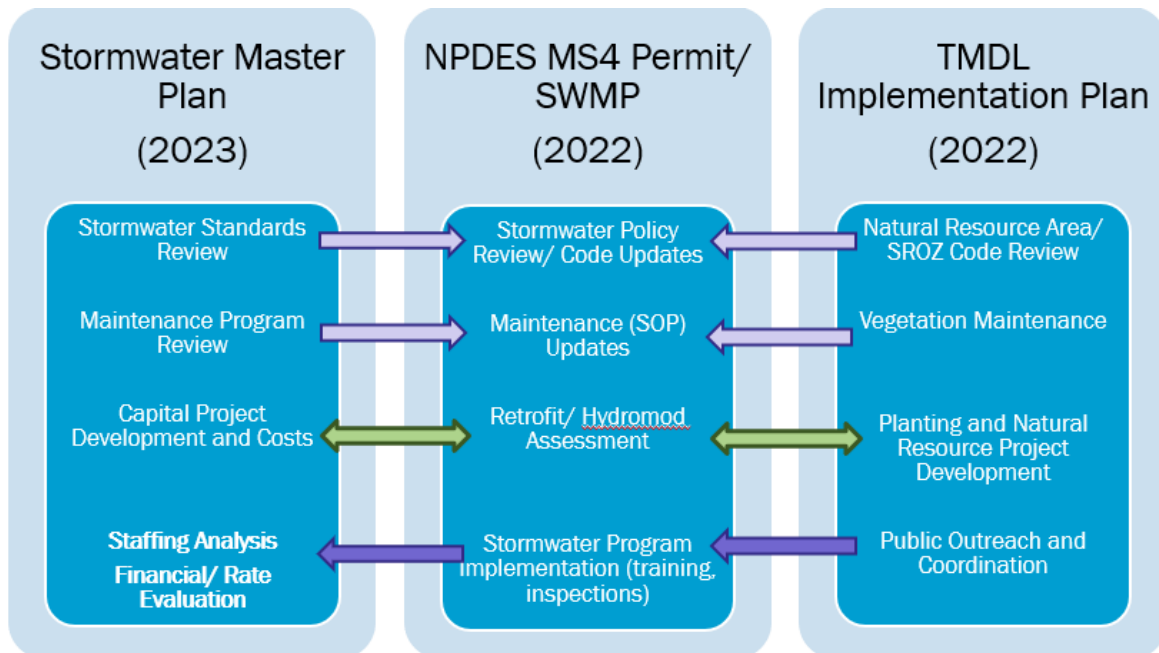 Stormwater Master
Plan
(2023)
Stormwater Standards
Review
Maintenance Program
Review
Capital Project
Development and Costs
Staffing Analysis
Financial/ Rate
Evaluation
NPDES MS4 Permit/
SWMP
(2022)
Stormwater Policy
Review/ Code Updates
Maintenance (SOP)
Updates
Retrofit/ Hydromod
Assessment
Stormwater Program
Implementation (training,
inspections)
TMDL
Implementation Plan
(2022)
Natural Resource Area/
SROZ Code Review
Vegetation Maintenance
Planting and Natural
Resource Project
Development
Public Outreach and
Coordination